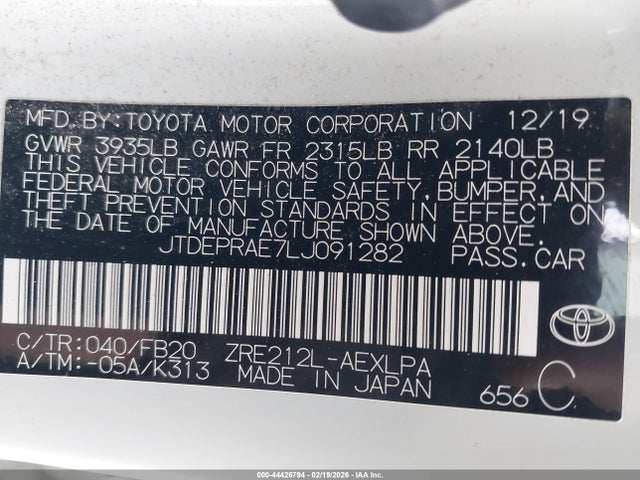 MFD. BY: TOYOTA MOTOR CORPORATION 12/19
GVWR 3935LB GAWR FR 2315LB RR 2140LB
THIS VEHICLE CONFORMS TO ALL APPLICABLE
FEDERAL MOTOR VEHICLE SAFETY, BUMPER, AND
THEFT PREVENTION STANDARDS IN EFFECT ON
THE DATE OF MANUFACTURE SHOWN ABOVE.
JTDEPRAE7LJ091282 PASS.CAR
C/TR:040/FB20 ZRE212L-AEXLPA
A/TM:-05A/K313 MADE IN JAPAN
656 C
TOYOTA
000-44426794 - 02/19/2026 - IAA Inc.